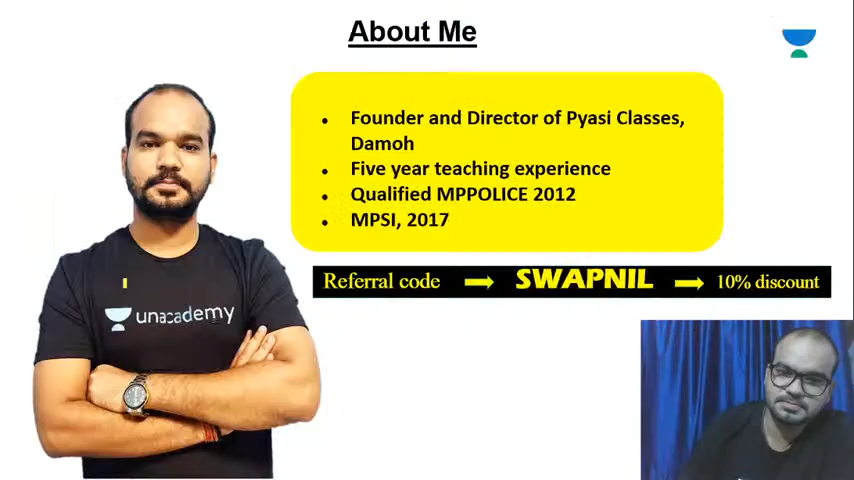 About Me
• Founder and Director of Pyasi Classes,
Damoh
• Five year teaching experience
• Qualified MPPOLICE 2012
• MPSI, 2017
Referral code → SWAPNIL → 10% discount
unacademy